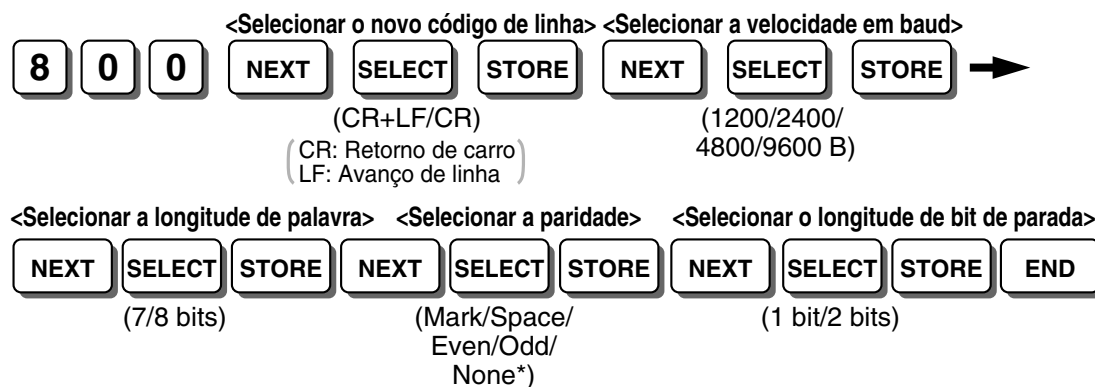 <Selecionar o novo código de linha> <Selecionar a velocidade em baud>
8 0 0 NEXT SELECT STORE NEXT SELECT STORE
(CR+LF/CR) (1200/2400/
CR: Retorno de carro 4800/9600 B)
LF: Avanço de linha
<Selecionar a longitude de palavra> <Selecionar a paridade> <Selecionar o longitude de bit de parada>
NEXT SELECT STORE NEXT SELECT STORE NEXT SELECT STORE END
(7/8 bits) (Mark/Space/ (1 bit/2 bits)
Even/Odd/
None*)